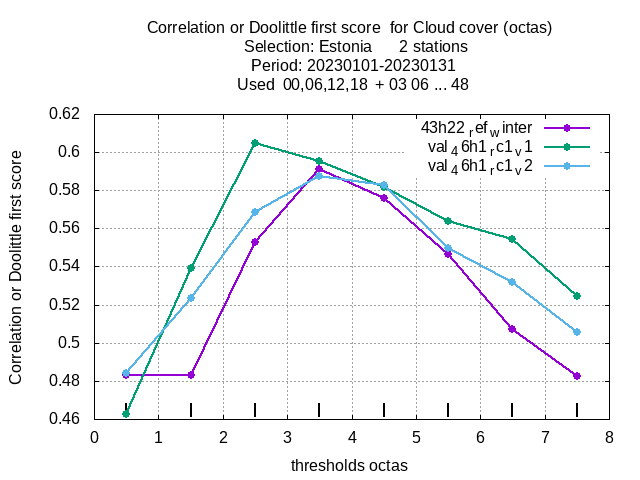 Correlation or Doolittle first score  for Cloud cover (octas)
Selection: Estonia      2 stations
Period: 20230101-20230131
Used  00,06,12,18  + 03 06 ... 48
Correlation or Doolittle first score
0.62
0.6
0.58
0.56
0.54
0.52
0.5
0.48
0.46
43h22refwinter
val46h1rc1v1
val46h1rc1v2
0 1 2 3 4 5 6 7 8
thresholds octas